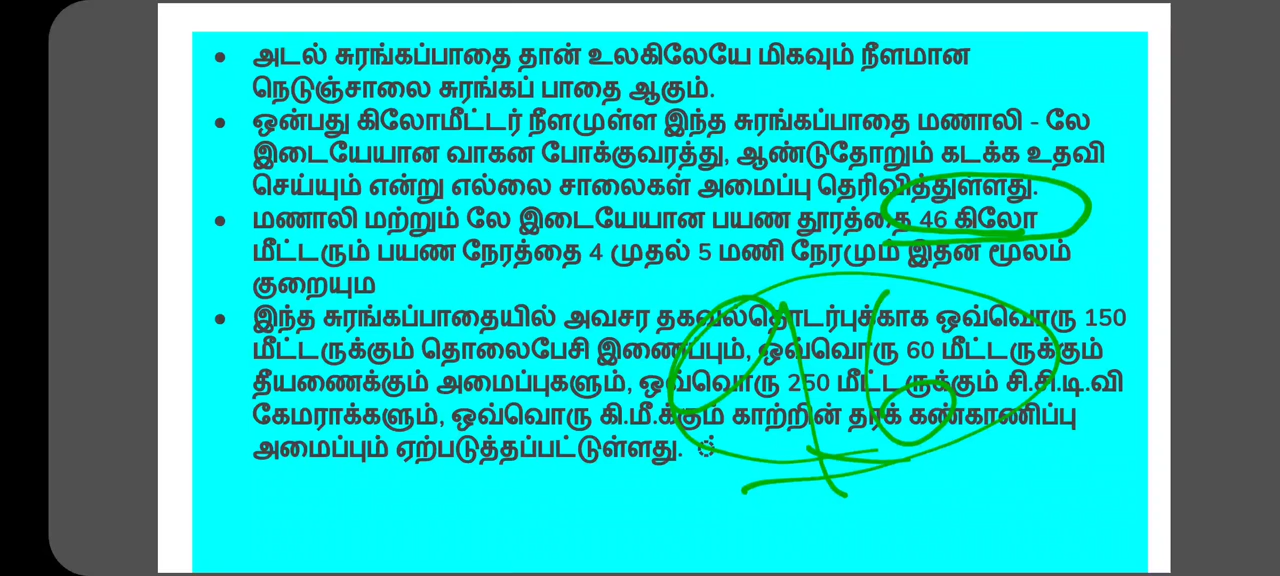 • அடல் சுரங்கப்பாதை தான் உலகிலேயே மிகவும் நீளமான
நெடுஞ்சாலை சுரங்கப் பாதை ஆகும்.
• ஒன்பது கிலோமீட்டர் நீளமுள்ள இந்த சுரங்கப்பாதை மணாலி - லே
இடையேயான வாகன போக்குவரத்து, ஆண்டுதோறும் கடக்க உதவி
செய்யும் என்று எல்லை சாலைகள் அமைப்பு தெரிவித்துள்ளது.
• மணாலி மற்றும் லே இடையேயான பயண தூரத்தை 46 கிலோ
மீட்டரும் பயண நேரத்தை 4 முதல் 5 மணி நேரமும் இதன் மூலம்
குறையும
• இந்த சுரங்கப்பாதையில் அவசர தகவல்தொடர்புக்காக ஒவ்வொரு 150
மீட்டருக்கும் தொலைபேசி இணைப்பும், ஒவ்வொரு 60 மீட்டருக்கும்
தீயணைக்கும் அமைப்புகளும், ஒவ்வொரு 250 மீட்டருக்கும் சி.சி.டி.வி
கேமராக்களும், ஒவ்வொரு கி.மீ.க்கும் காற்றின் தரக் கண்காணிப்பு
அமைப்பும் ஏற்படுத்தப்பட்டுள்ளது. ்
46